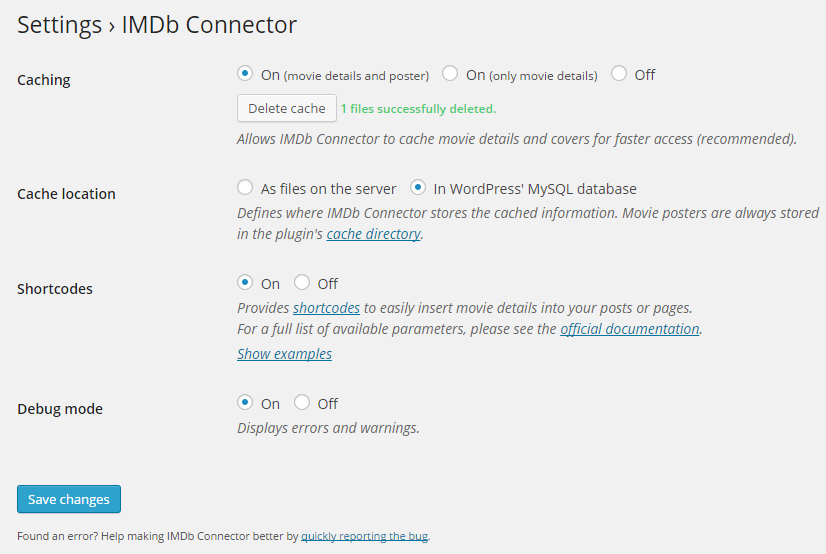 Settings › IMDb Connector
Caching
On (movie details and poster) On (only movie details) Off
Delete cache 1 files successfully deleted.
Allows IMDb Connector to cache movie details and covers for faster access (recommended).
Cache location
As files on the server In WordPress' MySQL database
Defines where IMDb Connector stores the cached information. Movie posters are always stored
in the plugin's cache directory.
Shortcodes
On Off
Provides shortcodes to easily insert movie details into your posts or pages.
For a full list of available parameters, please see the official documentation.
Show examples
Debug mode
On Off
Displays errors and warnings.
Save changes
Found an error? Help making IMDb Connector better by quickly reporting the bug.